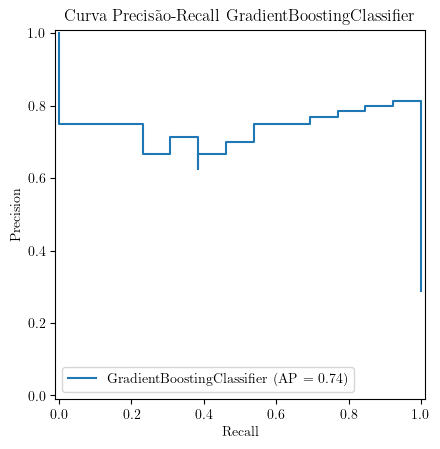 Curva Precisão-Recall GradientBoostingClassifier
1.0
0.8
0.6
0.4
0.2
0.0
Precision
GradientBoostingClassifier (AP = 0.74)
0.0 0.2 0.4 0.6 0.8 1.0
Recall